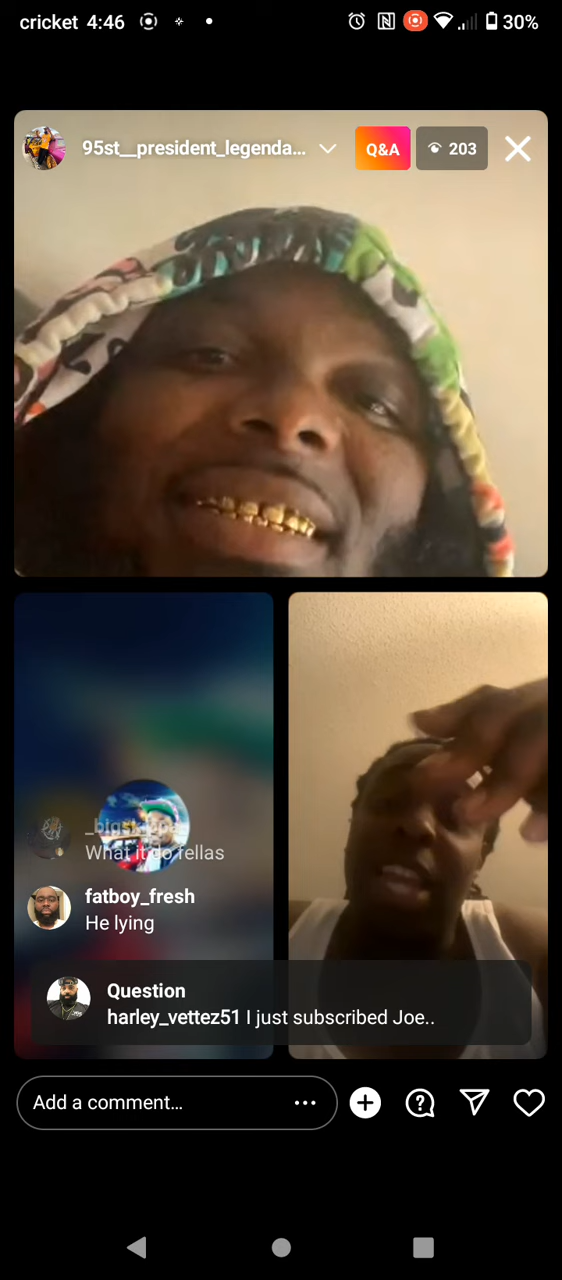 cricket 4:46 30%
95st__president_legenda... Q&A 203
What it do fellas
fatboy_fresh
He lying
Question
harley_vettez51 I just subscribed Joe..
Add a comment...